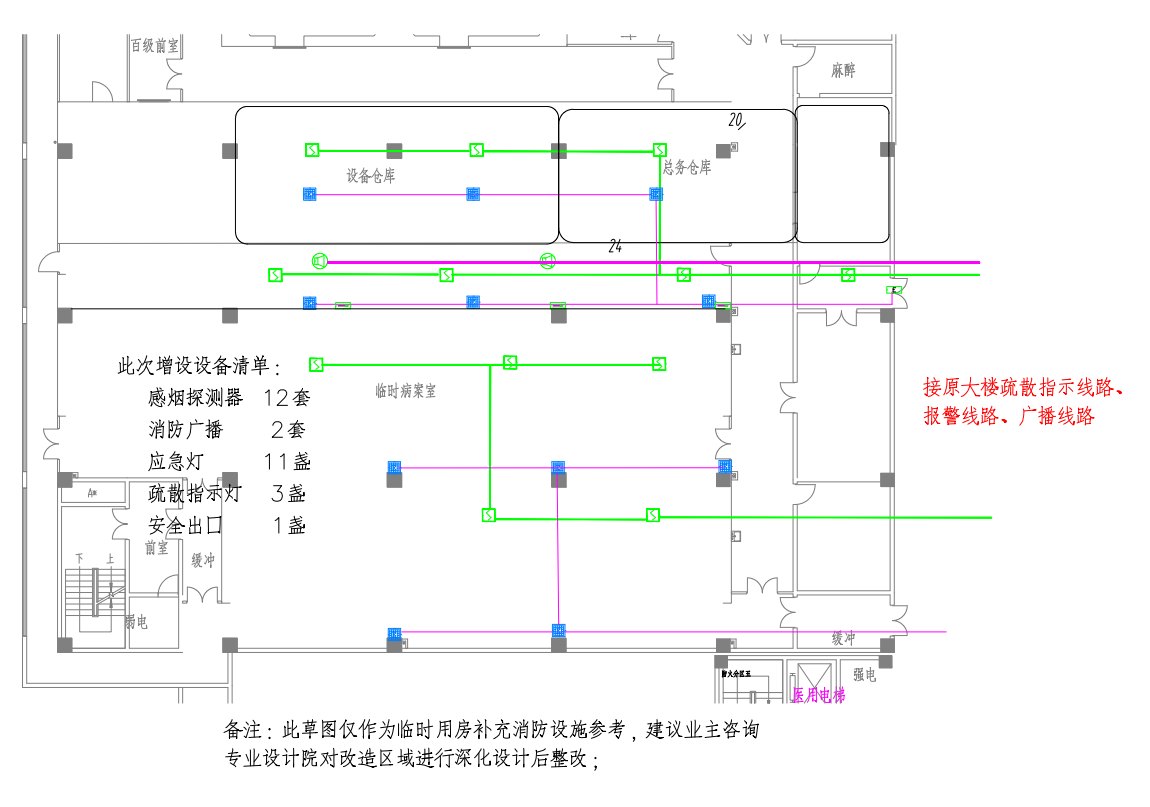 百级前室
麻醉
20
设备仓库
总务仓库
24
此次增设设备清单：
感烟探测器 12套
消防广播 2套
应急灯 11盏
疏散指示灯 3盏
安全出口 1盏
临时病案室
接原大楼疏散指示线路、
报警线路、广播线路
前室
缓冲
下 上
弱电
缓冲
强电
防火分区五
医用电梯
备注：此草图仅作为临时用房补充消防设施参考，建议业主咨询
专业设计院对改造区域进行深化设计后整改；